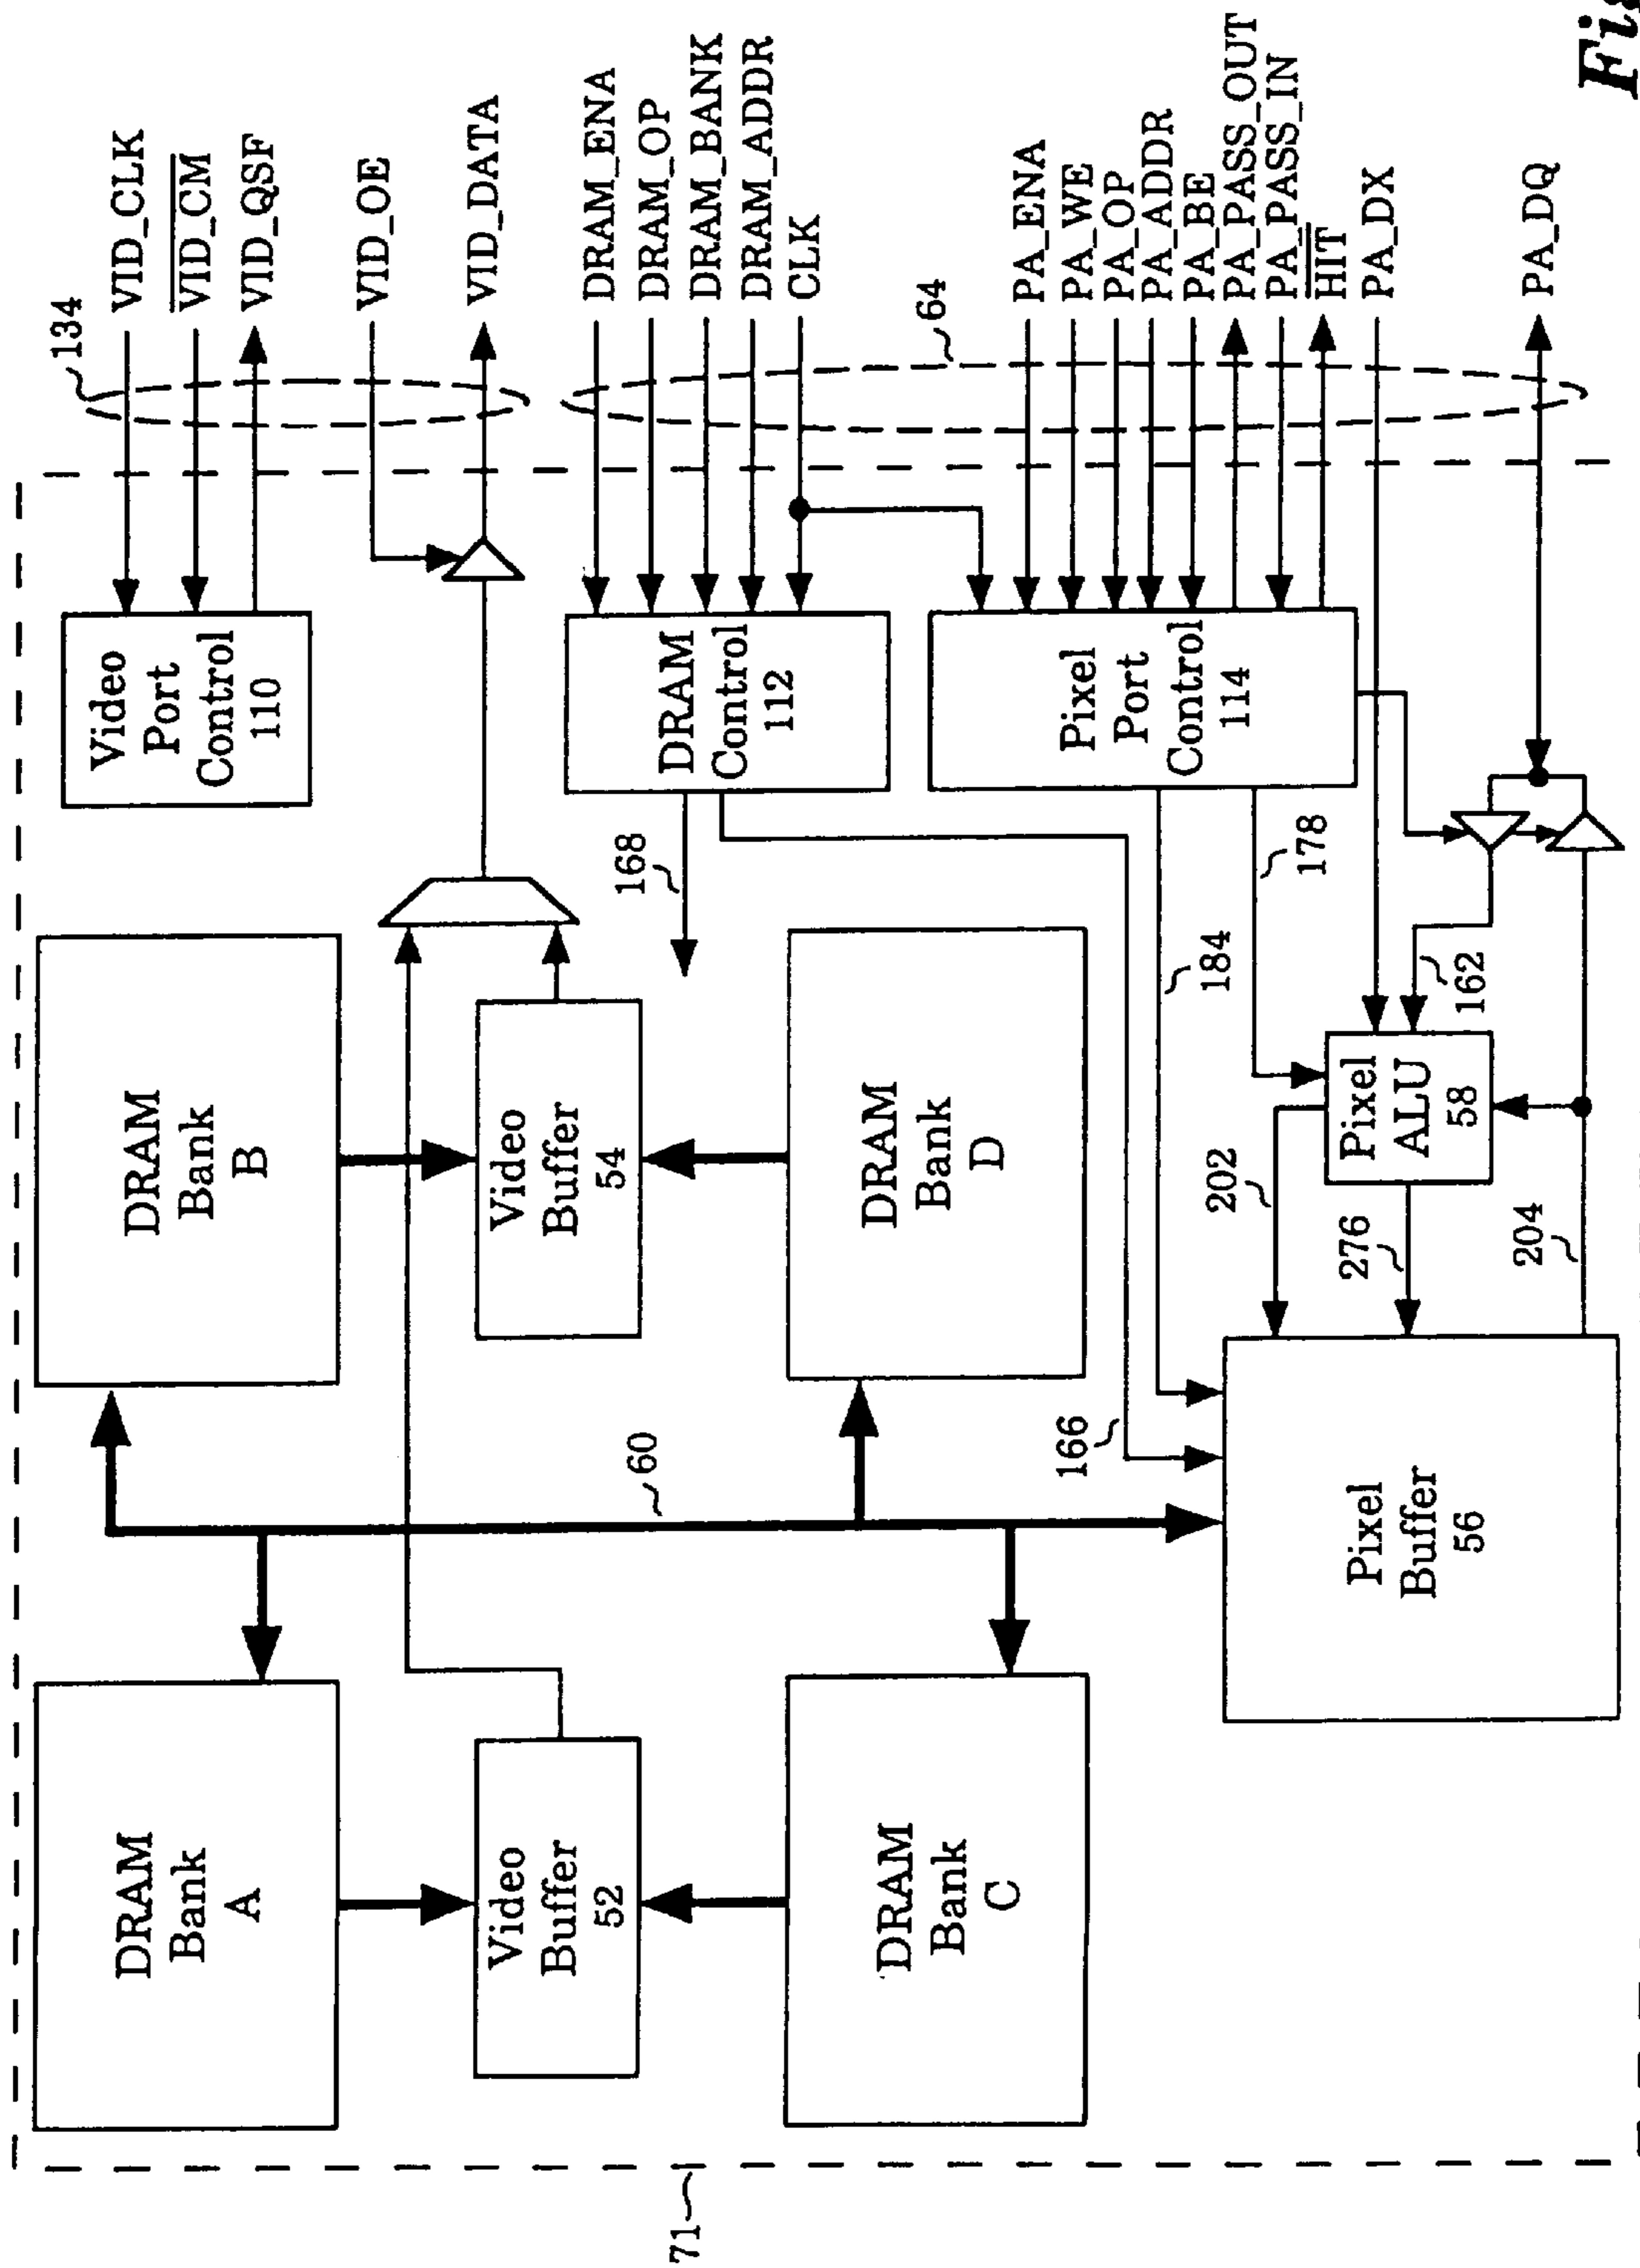 71
DRAM
Bank
A
DRAM
Bank
B
Video
Port
Control
110
134
VID_CLK
VID_CM
VID_QSF
VID_OE
VID_DATA
Video
Buffer
52
Video
Buffer
54
60
168
DRAM
Control
112
DRAM_ENA
DRAM_OP
DRAM_BANK
DRAM_ADDR
CLK
DRAM
Bank
C
DRAM
Bank
D
64
166
184
178
Pixel
Port
Control
114
PA_ENA
PA_WE
PA_OP
PA_ADDR
PA_BE
PA_PASS_OUT
PA_PASS_IN
HIT
PA_DX
PA_DQ
Pixel
Buffer
56
202
276
204
Pixel
ALU
58
162